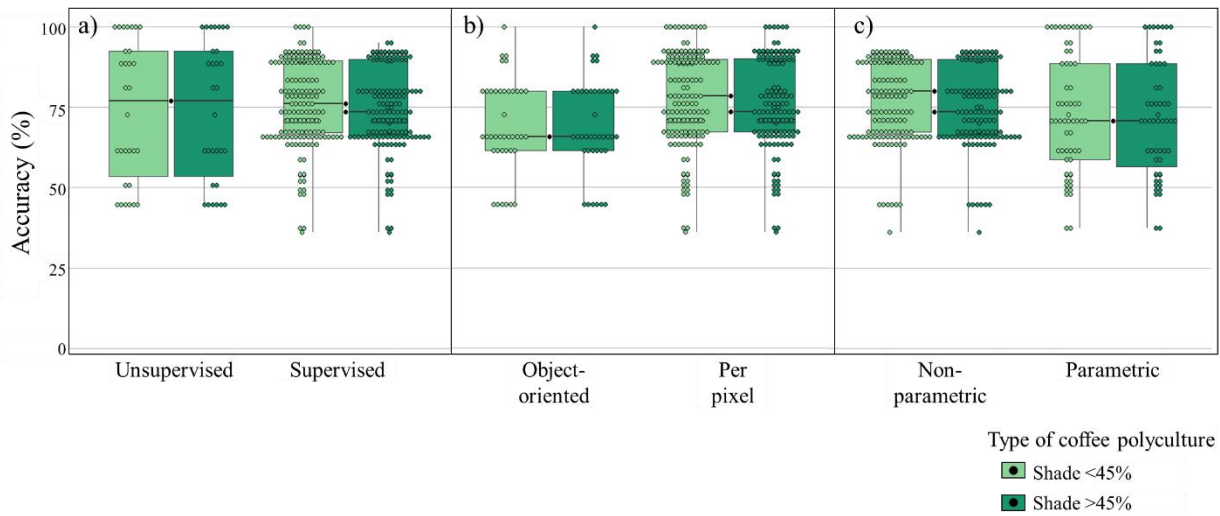 a)
b)
c)
100
75
50
25
0
Accuracy (%)
Unsupervised
Supervised
Object-
oriented
Per
pixel
Non-
parametric
Parametric
Type of coffee polyculture
Shade <45%
Shade >45%